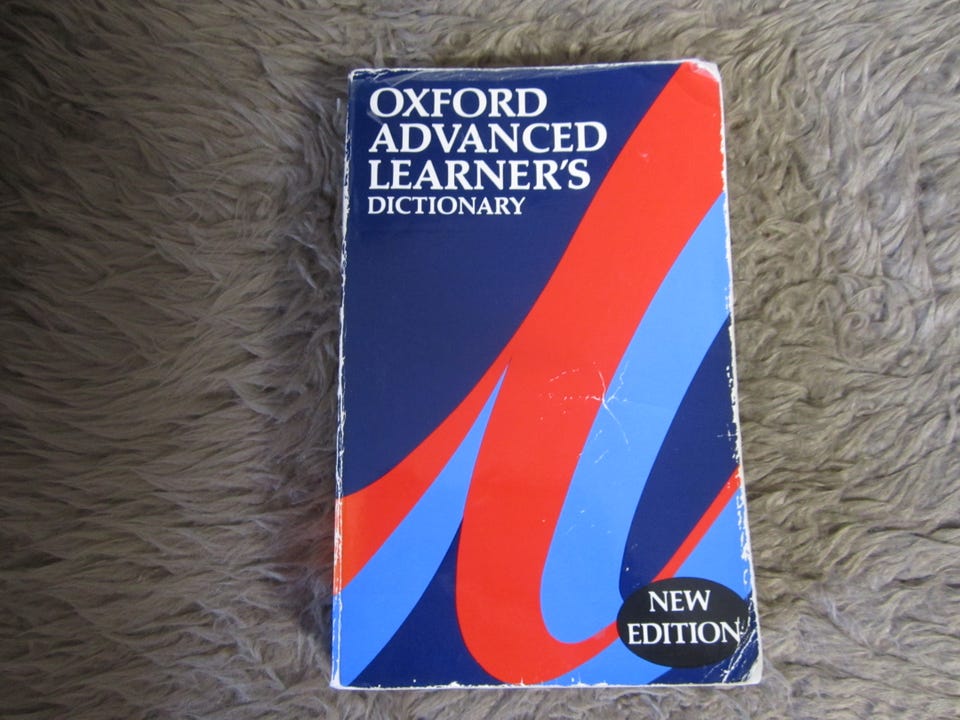 OXFORD
ADVANCED
LEARNER'S
DICTIONARY
NEW
EDITION